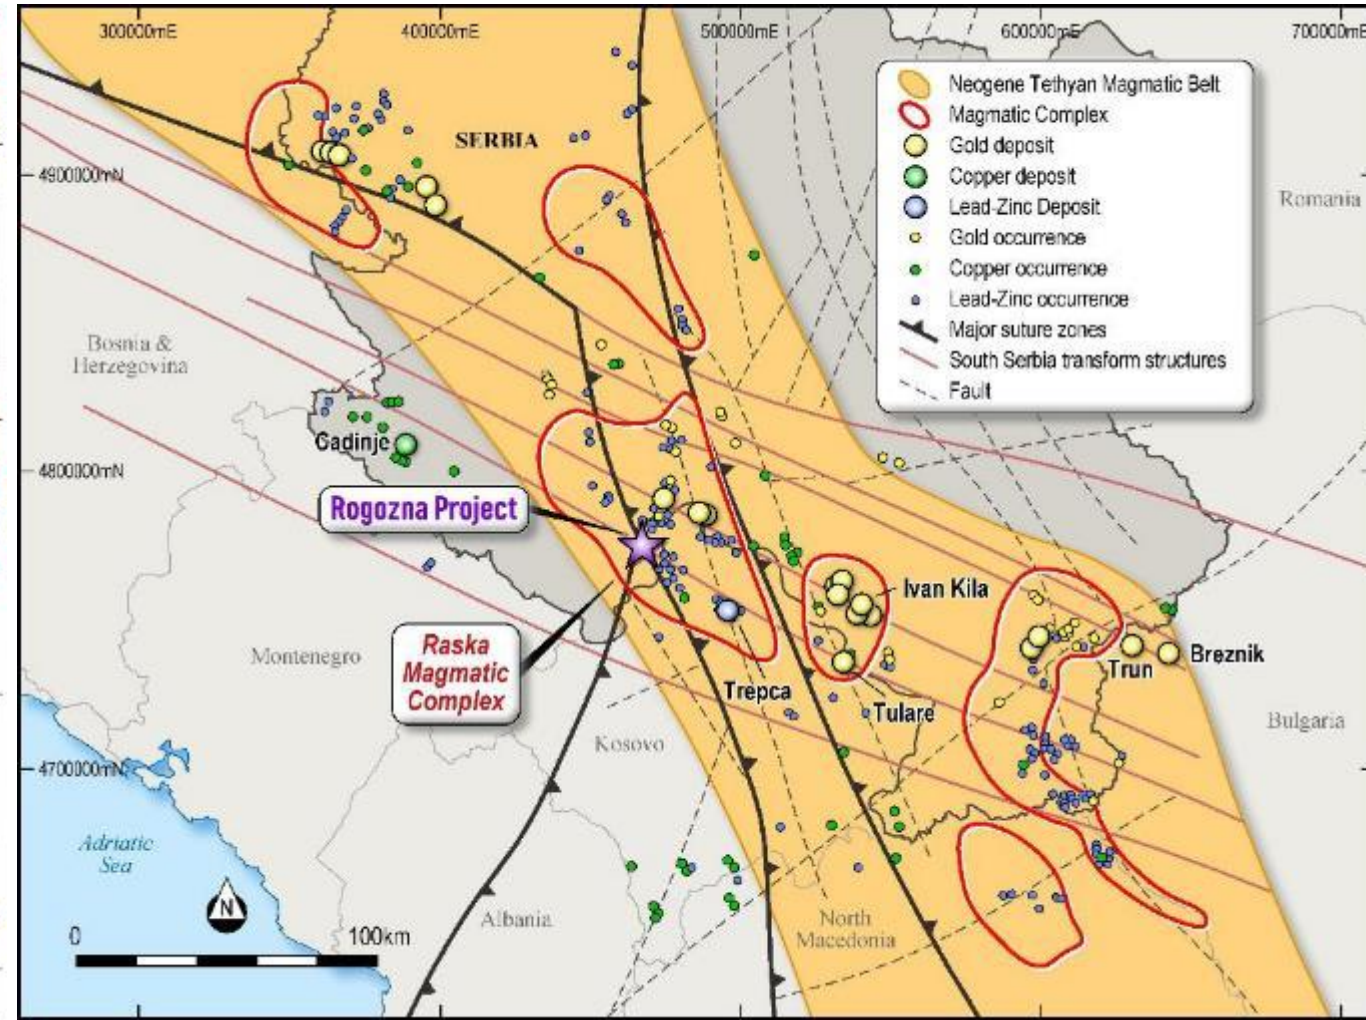 300000mE
400000mE
500000mE
600000mE
700000mE
Neogene Tethyan Magmatic Belt
Magmatic Complex
Gold deposit
Copper deposit
Lead-Zinc Deposit
Gold occurrence
Copper occurrence
Lead-Zinc occurrence
Major suture zones
South Serbia transform structures
Fault
SERBIA
4900000mN
Romania
Bosnia &
Herzegovina
Gadinje
4800000mN
Rogozna Project
Ivan Kila
Raska
Magmatic
Complex
Montenegro
Trun
Breznik
Trepca
Tulare
Bulgaria
Kosovo
4700000mN
Adriatic
Sea
N
Albania
North
Macedonia
0
100km